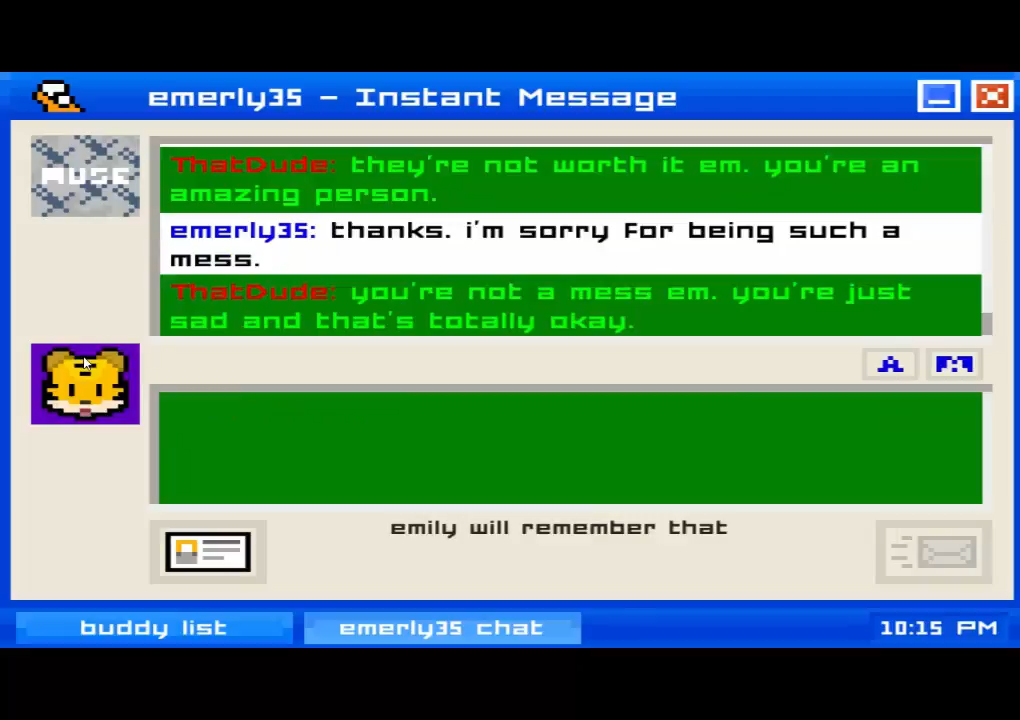 emerly35 - Instant Message
MUSE
ThatDude: they're not worth it em. you're an
amazing person.
emerly35: thanks. i'm sorry for being such a
mess.
ThatDude: you're not a mess em. you're just
sad and that's totally okay.
A
emily will remember that
buddy list
emerly35 chat
10:15 PM